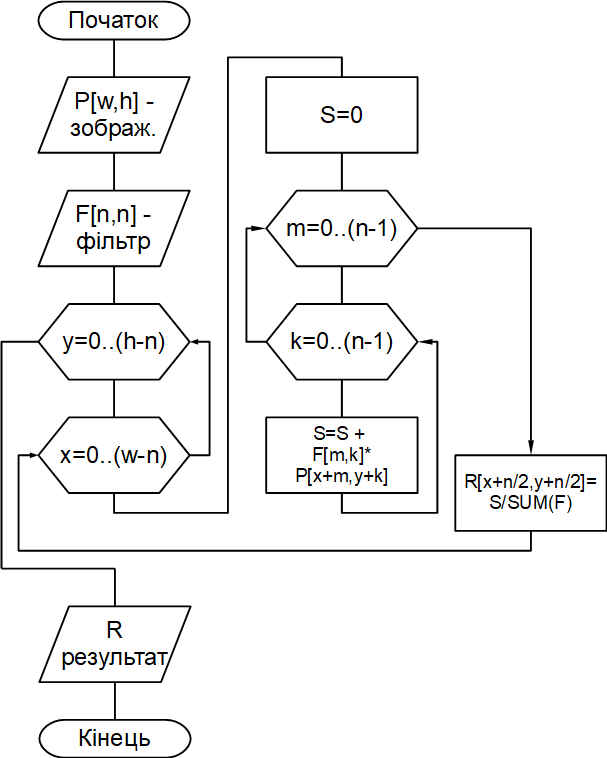 Початок
P[w,h] -
зображ.
F[n,n] -
фільтр
y=0..(h-n)
x=0..(w-n)
S=0
m=0..(n-1)
k=0..(n-1)
S=S +
F[m,k]*
P[x+m,y+k]
R[x+n/2,y+n/2]=
S/SUM(F)
R
результат
Кінець